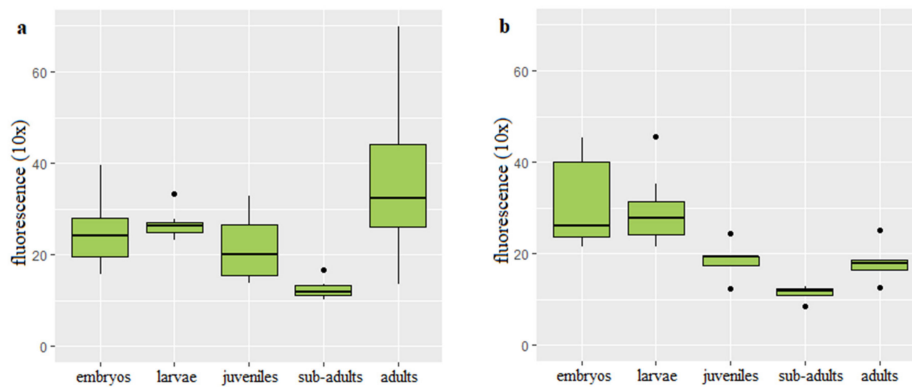 a
fluorescence (10x)
60
40
20
0
embryos larvae juveniles sub-adults adults
b
fluorescence (10x)
60
40
20
0
embryos larvae juveniles sub-adults adults